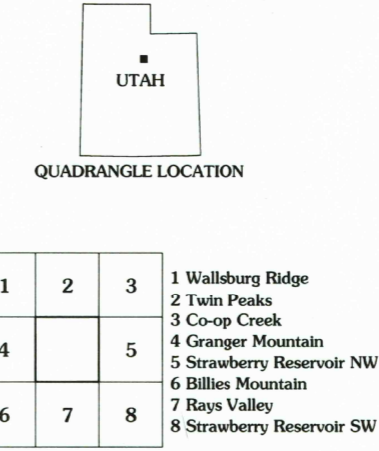 UTAH
QUADRANGLE LOCATION
1 2 3
4 5
6 7 8
1 Wallsburg Ridge
2 Twin Peaks
3 Co-op Creek
4 Granger Mountain
5 Strawberry Reservoir NW
6 Billies Mountain
7 Rays Valley
8 Strawberry Reservoir SW